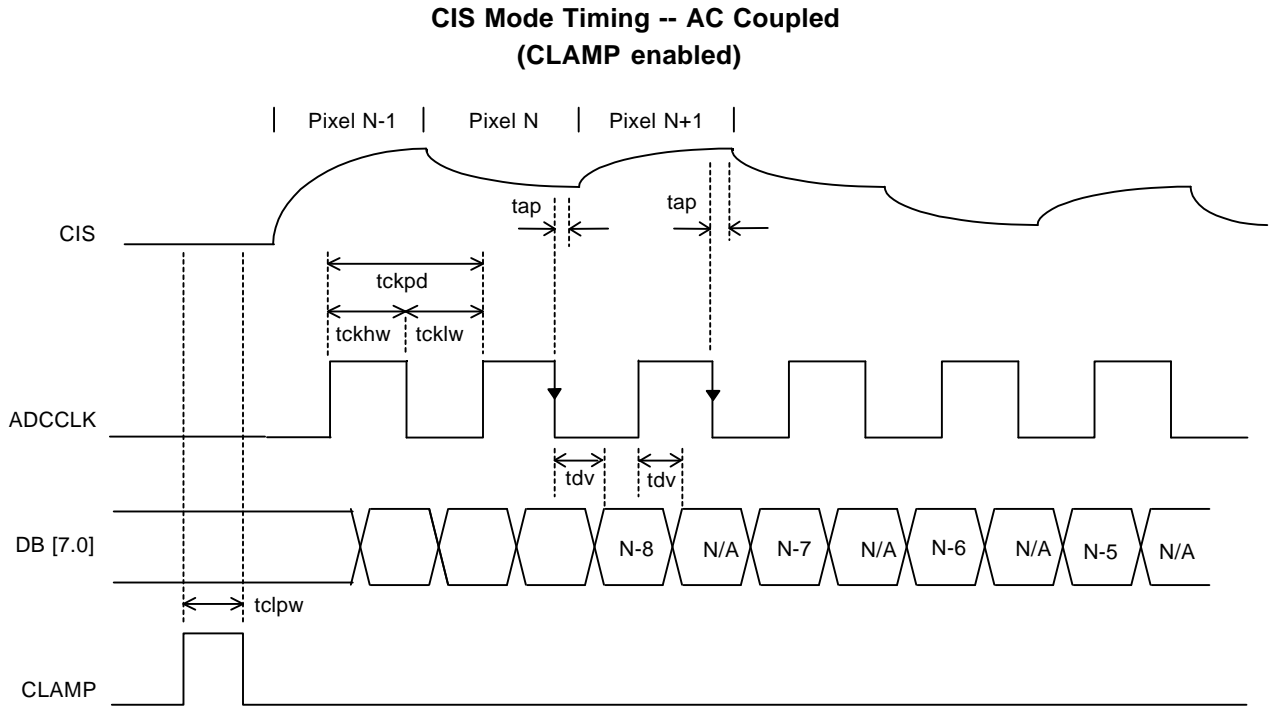 CIS Mode Timing -- AC Coupled
(CLAMP enabled)
| Pixel N-1 | Pixel N | Pixel N+1 |
tap
tap
CIS
tckpd
tckhw
tcklw
ADCCLK
tdv
tdv
DB [7.0]
N-8
N/A
N-7
N/A
N-6
N/A
N-5
N/A
tclpw
CLAMP